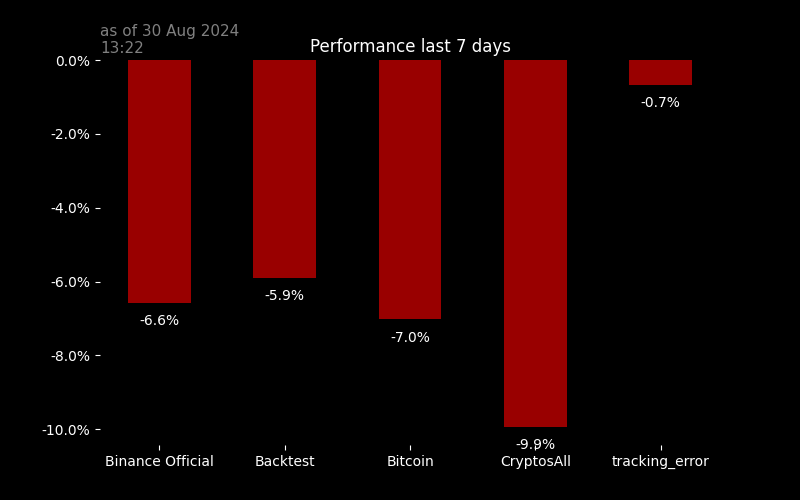 as of 30 Aug 2024
13:22
Performance last 7 days
0.0%
-2.0%
-4.0%
-6.0%
-8.0%
-10.0%
-6.6%
-5.9%
-7.0%
-9.9%
-0.7%
Binance Official
Backtest
Bitcoin
CryptosAll
tracking_error